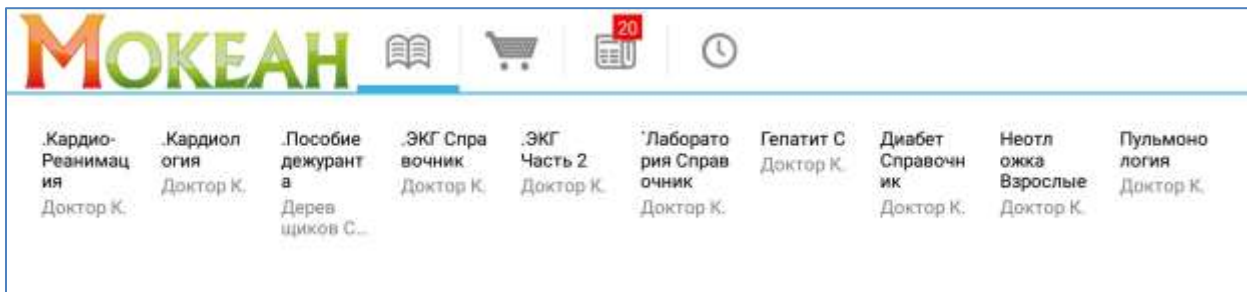 МОКЕАН
20
.Кардио-
Реанимац
ия
Доктор К.
.Кардиол
огия
Доктор К.
.Пособие
дежурант
а
Дерев
щиков С...
.ЭКГ Спра
вочник
Доктор К.
.ЭКГ
Часть 2
Доктор К.
`Лаборато
рия Справ
очник
Доктор К.
Гепатит С
Доктор К.
Диабет
Справочн
ик
Доктор К.
Неотл
ожка
Взрослые
Доктор К.
Пульмоно
логия
Доктор К.